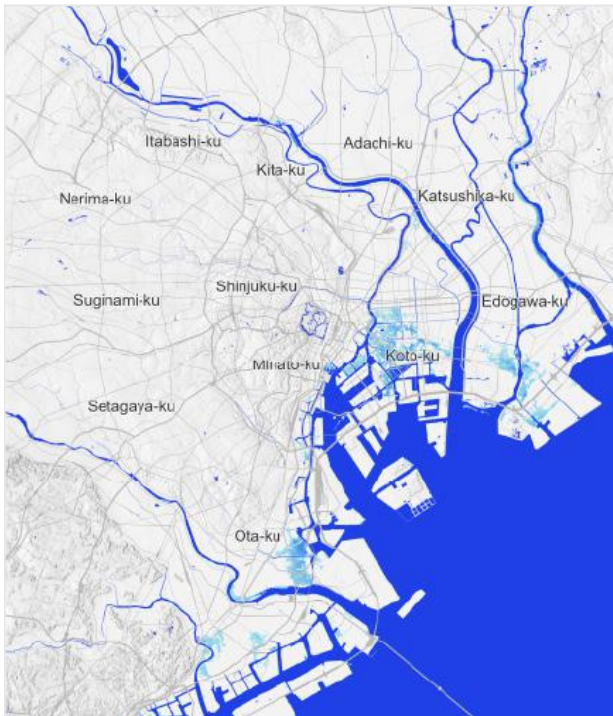 Itabashi-ku
Adachi-ku
Kita-ku
Nerima-ku
Katsushika-ku
Shinjuku-ku
Suginami-ku
Edogawa-ku
Minato-ku
Koto-ku
Setagaya-ku
Ota-ku